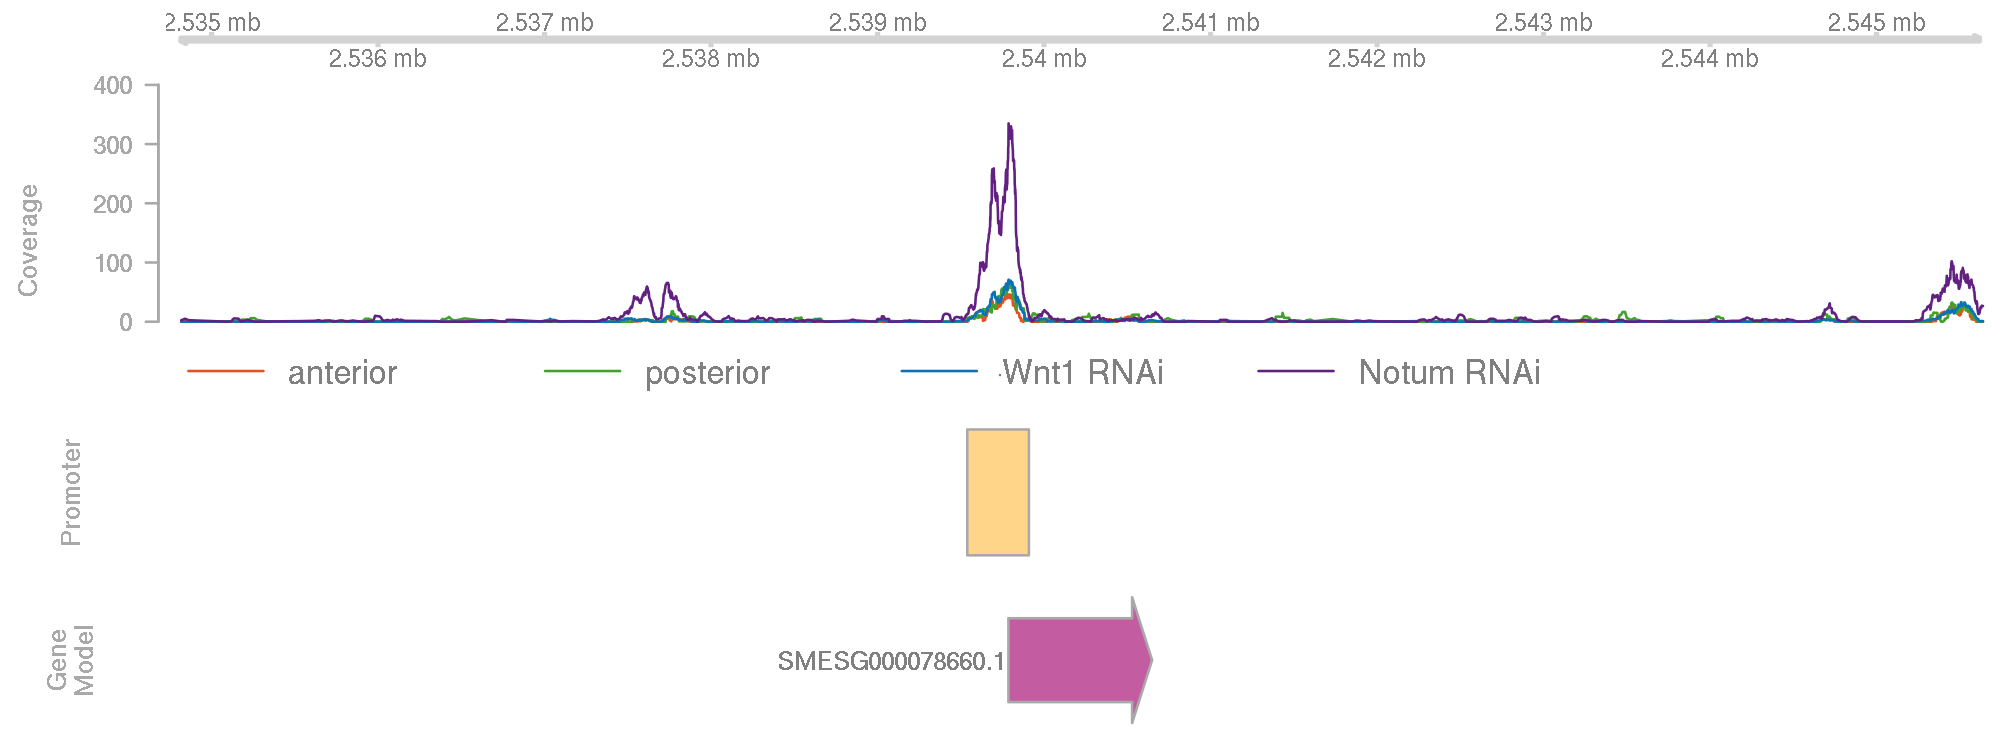 2.535 mb 2.537 mb 2.539 mb 2.541 mb 2.543 mb 2.545 mb
2.536 mb 2.538 mb 2.54 mb 2.542 mb 2.544 mb
400
300
200
100
0
Coverage
anterior posterior Wnt1 RNAi Notum RNAi
Promoter
Gene
Model
SMESG000078660.1